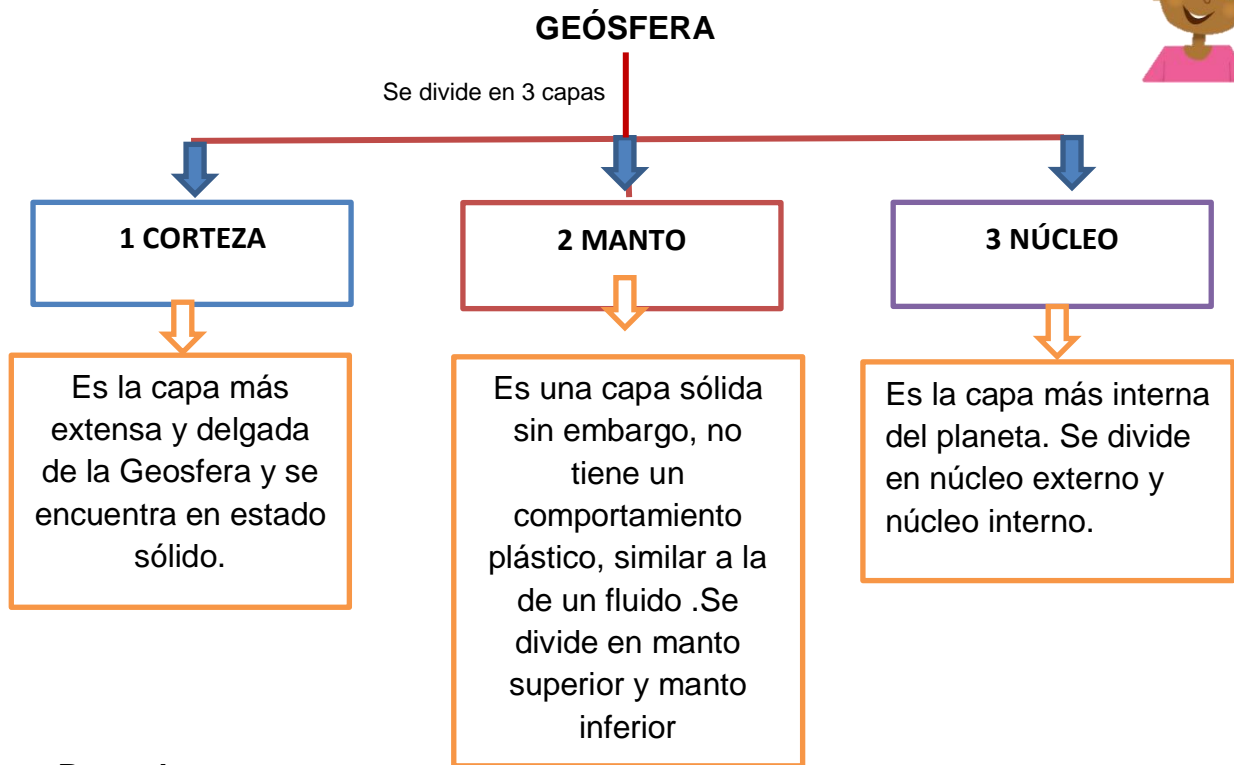 GEÓSFERA
Se divide en 3 capas
1 CORTEZA
2 MANTO
3 NÚCLEO
Es la capa más
extensa y delgada
de la Geosfera y se
encuentra en estado
sólido.
Es una capa sólida
sin embargo, no
tiene un
comportamiento
plástico, similar a la
de un fluido .Se
divide en manto
superior y manto
inferior
Es la capa más interna
del planeta. Se divide
en núcleo externo y
núcleo interno.